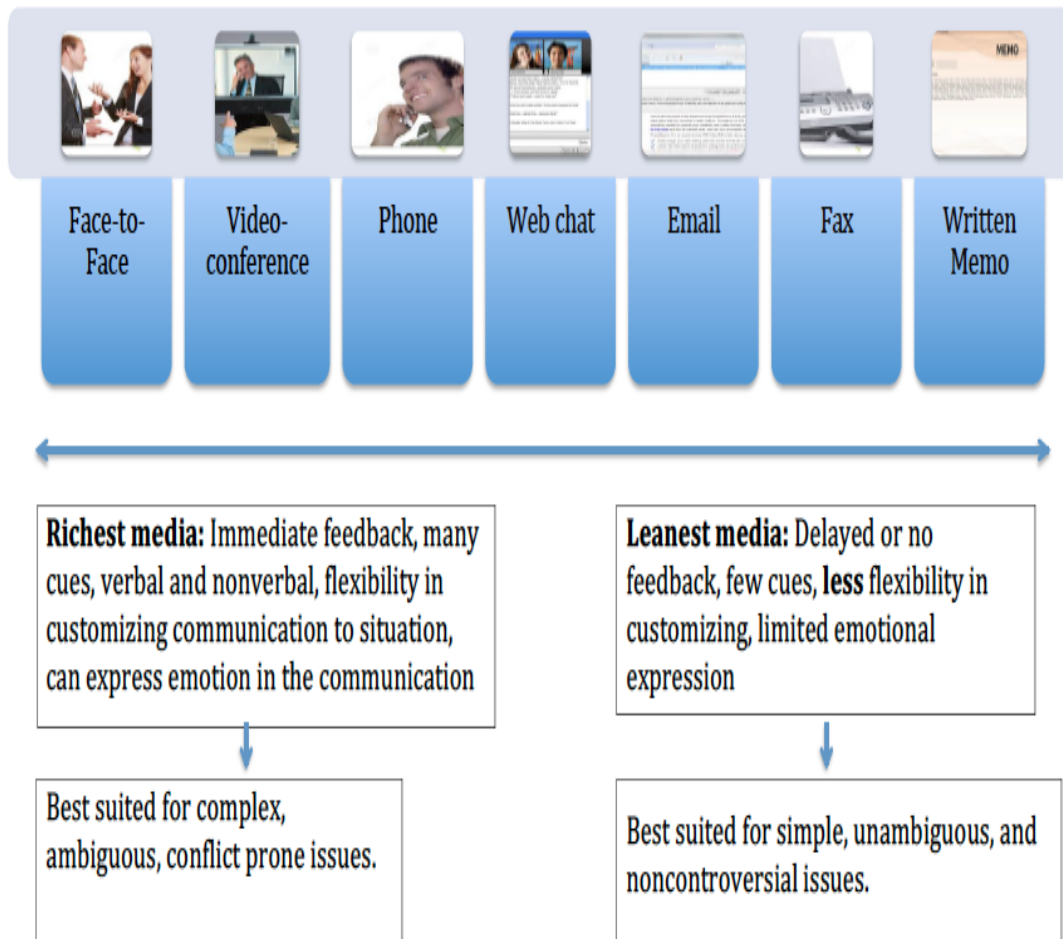 MEMO
Face-to-
Face
Video-
conference
Phone
Web chat
Email
Fax
Written
Memo
Richest media: Immediate feedback, many
cues, verbal and nonverbal, flexibility in
customizing communication to situation,
can express emotion in the communication
Leanest media: Delayed or no
feedback, few cues, less flexibility in
customizing, limited emotional
expression
Best suited for complex,
ambiguous, conflict prone issues.
Best suited for simple, unambiguous, and
noncontroversial issues.